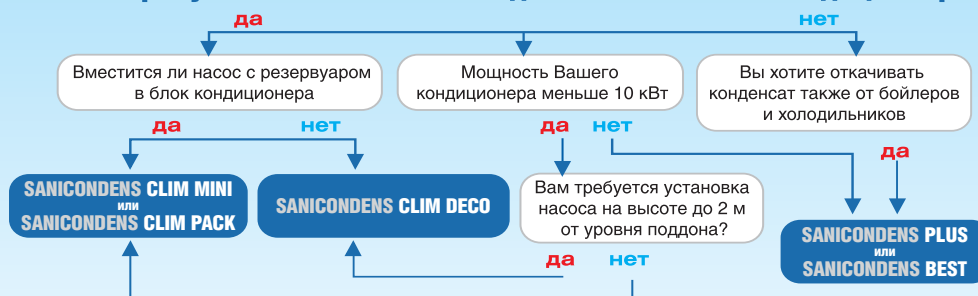 да
нет
Вместится ли насос с резервуаром
в блок кондиционера
Мощность Вашего
кондиционера меньше 10 кВт
Вы хотите откачивать
конденсат также от бойлеров
и холодильников
да
нет
да
нет
да
SANICONDENS CLIM MINI
или
SANICONDENS CLIM PACK
SANICONDENS CLIM DECO
Вам требуется установка
насоса на высоте до 2 м
от уровня поддона?
SANICONDENS PLUS
или
SANICONDENS BEST
да
нет